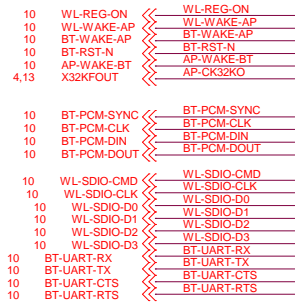 10 WL-REG-ON WL-REG-ON
10 WL-WAKE-AP WL-WAKE-AP
10 BT-WAKE-AP BT-WAKE-AP
10 BT-RST-N BT-RST-N
10 AP-WAKE-BT AP-WAKE-BT
4,13 X32KFOUT AP-CK32KO
10 BT-PCM-SYNC BT-PCM-SYNC
10 BT-PCM-CLK BT-PCM-CLK
10 BT-PCM-DIN BT-PCM-DIN
10 BT-PCM-DOUT BT-PCM-DOUT
10 WL-SDIO-CMD WL-SDIO-CMD
10 WL-SDIO-CLK WL-SDIO-CLK
10 WL-SDIO-D0 WL-SDIO-D0
10 WL-SDIO-D1 WL-SDIO-D1
10 WL-SDIO-D2 WL-SDIO-D2
10 WL-SDIO-D3 WL-SDIO-D3
10 BT-UART-RX BT-UART-RX
10 BT-UART-TX BT-UART-TX
10 BT-UART-CTS BT-UART-CTS
10 BT-UART-RTS BT-UART-RTS